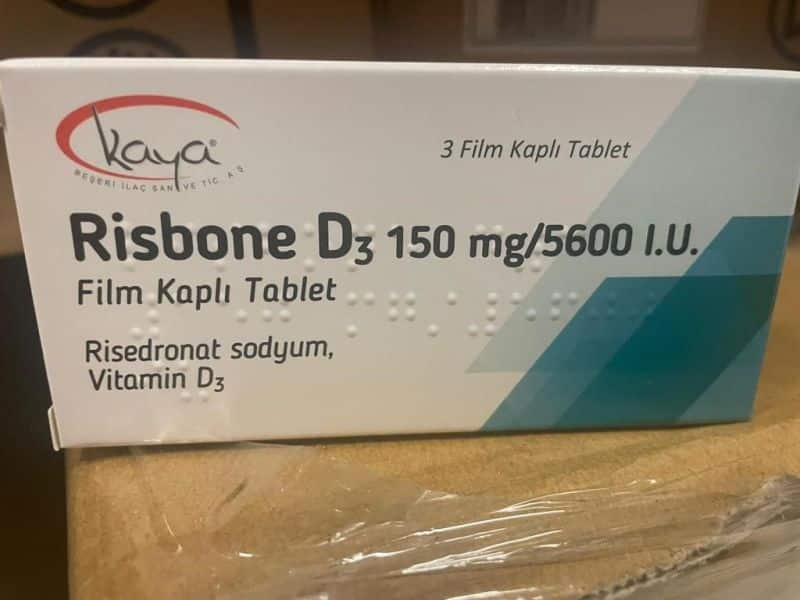 kaya®
BEŞERİ İLAÇ SAN. VE TİC. A.Ş.
3 Film Kaplı Tablet
Risbone D₃ 150 mg/5600 I.U.
Film Kaplı Tablet
Risedronat sodyum,
Vitamin D₃